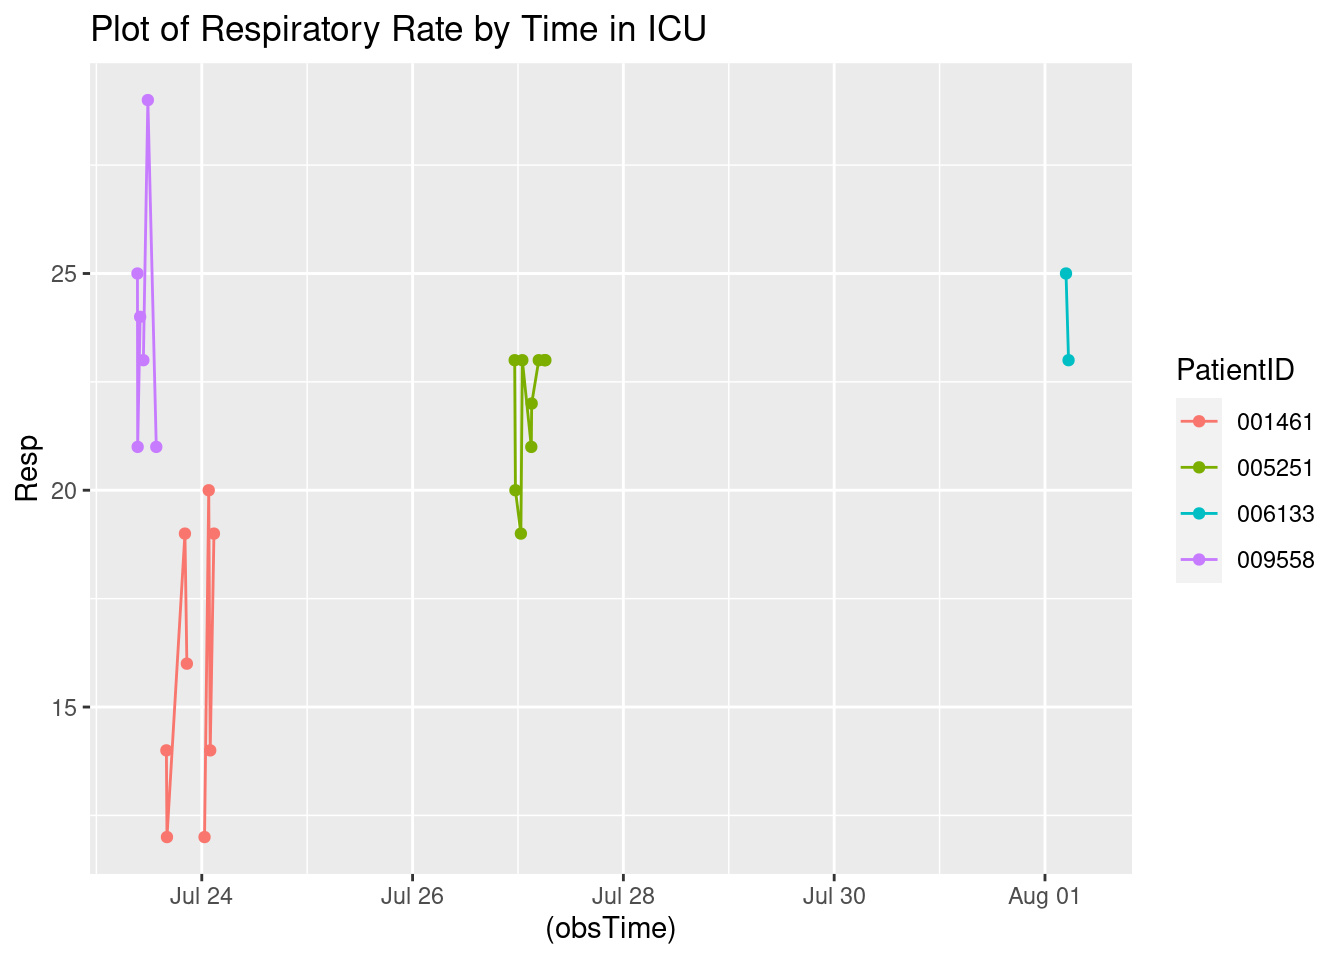 Plot of Respiratory Rate by Time in ICU
Resp
25
20
15
Jul 24
Jul 26
Jul 28
Jul 30
Aug 01
(obsTime)
PatientID
001461
005251
006133
009558